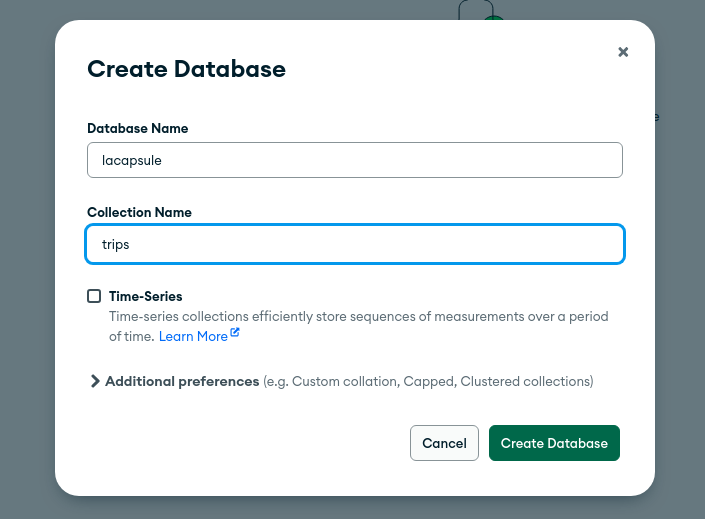 Create Database
Database Name
lacapsule
Collection Name
trips
Time-Series
Time-series collections efficiently store sequences of measurements over a period
of time. Learn More
Additional preferences (e.g. Custom collation, Capped, Clustered collections)
Cancel
Create Database